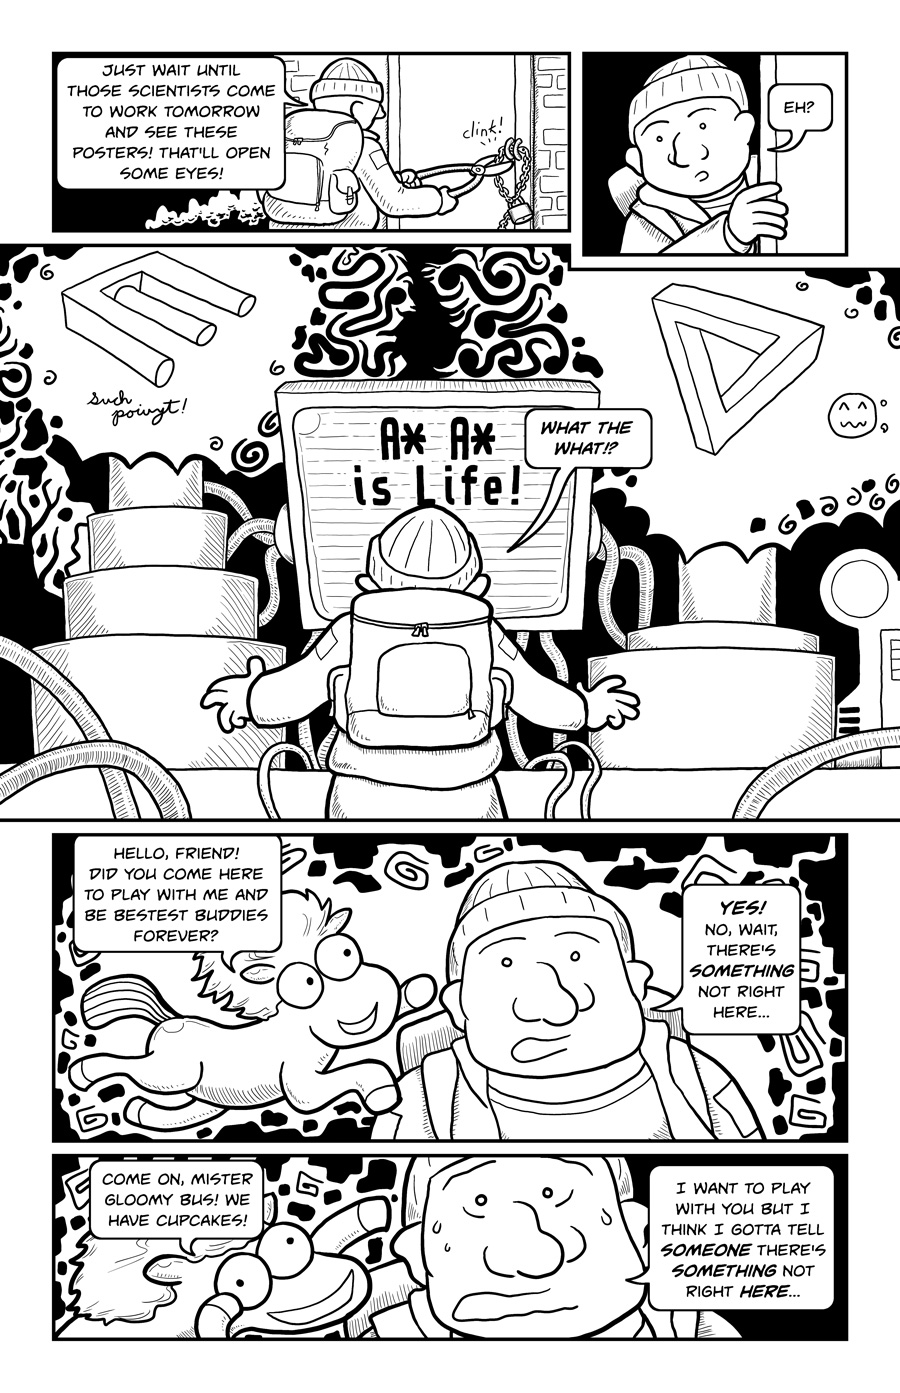 JUST WAIT UNTIL
THOSE SCIENTISTS COME
TO WORK TOMORROW
AND SEE THESE
POSTERS! THAT'LL OPEN
SOME EYES!
clink!
EH?
Such
poiuyt!
A* A*
is Life!
WHAT THE
WHAT!?
HELLO, FRIEND!
DID YOU COME HERE
TO PLAY WITH ME AND
BE BESTEST BUDDIES
FOREVER?
YES!
NO, WAIT,
THERE'S
SOMETHING
NOT RIGHT
HERE...
COME ON, MISTER
GLOOMY BUS! WE
HAVE CUPCAKES!
I WANT TO PLAY
WITH YOU BUT I
THINK I GOTTA TELL
SOMEONE THERE'S
SOMETHING NOT
RIGHT HERE...